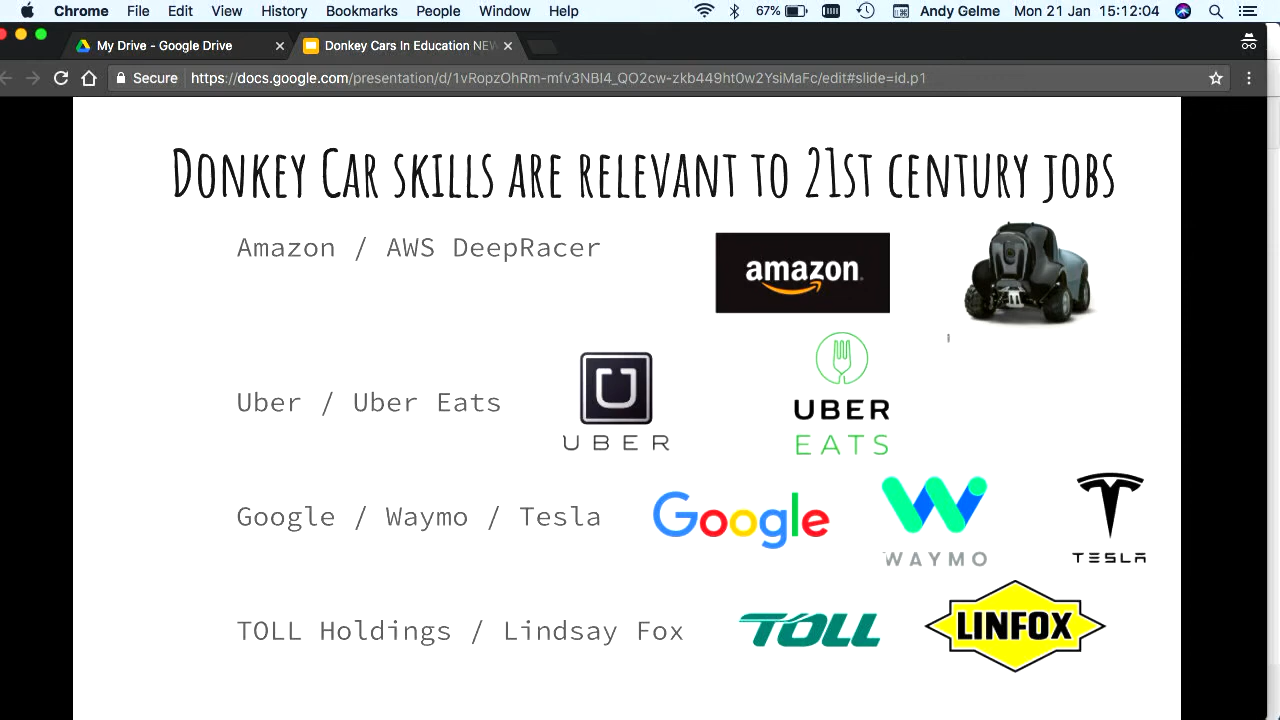 Chrome File Edit View History Bookmarks People Window Help 67% Andy Gelme Mon 21 Jan 15:12:04
My Drive - Google Drive Donkey Cars In Education NEW
Secure https://docs.google.com/presentation/d/1vRopzOhRm-mfv3NBI4_QO2cw-zkb449ht0w2YsiMaFc/edit#slide=id.p1
Donkey Car skills are relevant to 21st century jobs
Amazon / AWS DeepRacer
amazon
Uber / Uber Eats
U
UBER
UBER
EATS
Google / Waymo / Tesla
Google
WAYMO
TESLA
TOLL Holdings / Lindsay Fox
TOLL
LINFOX